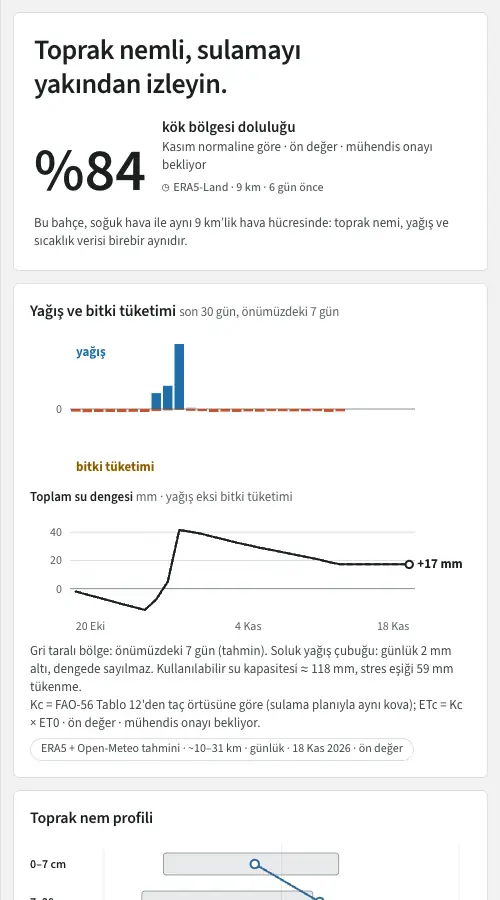 Toprak nemli, sulamayı
yakından izleyin.
%84
kök bölgesi doluluğu
Kasım normaline göre · ön değer · mühendis onayı
bekliyor
ERA5-Land · 9 km · 6 gün önce
Bu bahçe, soğuk hava ile aynı 9 km'lik hava hücresinde: toprak nemi, yağış ve
sıcaklık verisi birebir aynıdır.
Yağış ve bitki tüketimi son 30 gün, önümüzdeki 7 gün
yağış
0
bitki tüketimi
Toplam su dengesi mm · yağış eksi bitki tüketimi
40
20
0
+17 mm
20 Eki
4 Kas
18 Kas
Gri taralı bölge: önümüzdeki 7 gün (tahmin). Soluk yağış çubuğu: günlük 2 mm
altı, dengede sayılmaz. Kullanılabilir su kapasitesi ≈ 118 mm, stres eşiği 59 mm
tükenme.
Kc = FAO-56 Tablo 12'den taç örtüsüne göre (sulama planıyla aynı kova); ETc = Kc
× ET0 · ön değer · mühendis onayı bekliyor.
ERA5 + Open-Meteo tahmini · ~10–31 km · günlük · 18 Kas 2026 · ön değer
Toprak nem profili
0–7 cm